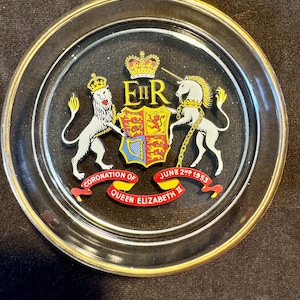 EIIR
CORONATION OF
JUNE 2ND 1953
QUEEN ELIZABETH II